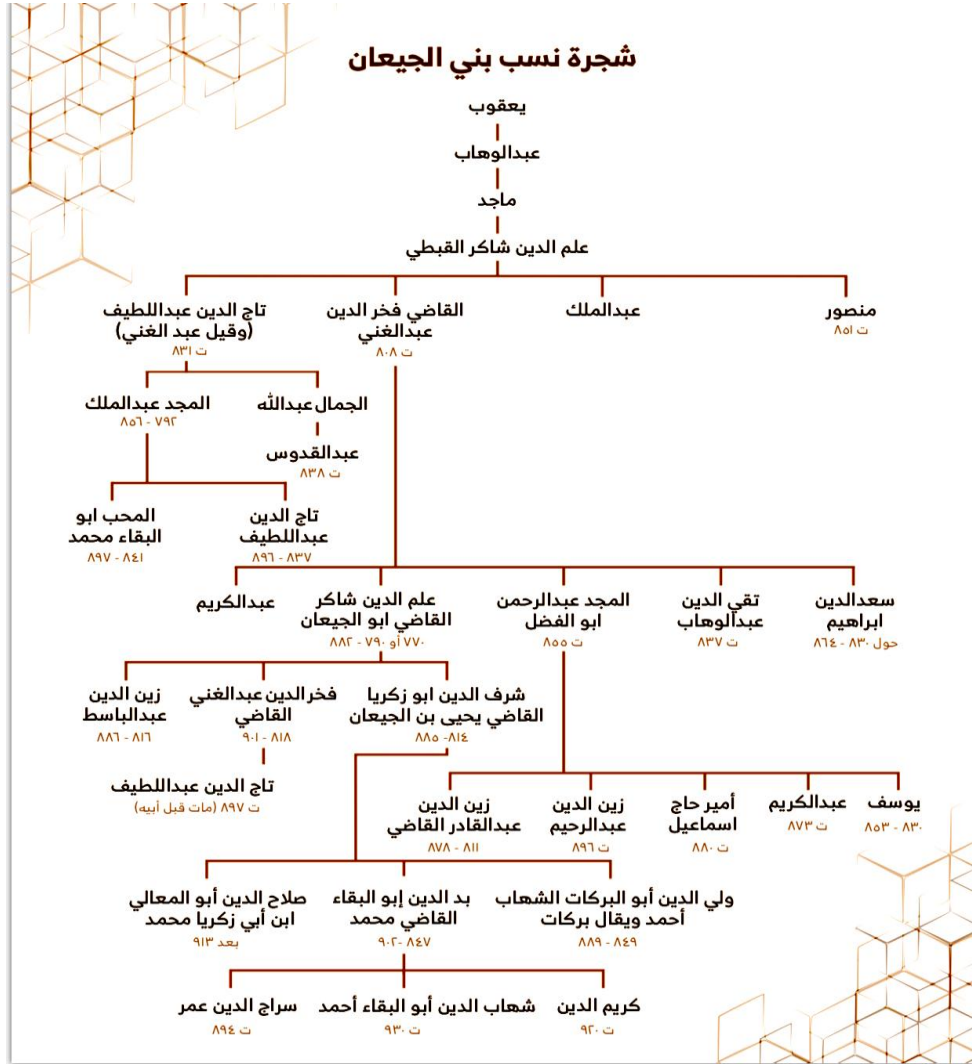 شجرة نسب بني الجيعان
يعقوب
عبدالوهاب
ماجد
علم الدين شاكر القبطي
منصور
ت ٨٥١
عبدالملك
القاضي فخر الدين
عبدالغني
ت ٨٠٨
تاج الدين عبداللطيف
(وقيل عبد الغني)
ت ٨٣١
الجمال عبدالله
المجد عبدالملك
٧٩٢ - ٨٥٦
عبدالقدوس
ت ٨٣٨
تاج الدين
عبداللطيف
٨٣٧ - ٨٩٦
المحب ابو
البقاء محمد
٨٤١ - ٨٩٧
سعدالدين
ابراهيم
حول ٨٣٠ - ٨٦٤
تقي الدين
عبدالوهاب
ت ٨٣٧
المجد عبدالرحمن
ابو الفضل
ت ٨٥٥
علم الدين شاكر
القاضي ابو الجيعان
٧٧٠ أو ٧٩٠ - ٨٨٢
عبدالكريم
شرف الدين ابو زكريا
القاضي يحيى بن الجيعان
٨١٤- ٨٨٥
فخر الدين عبدالغني
القاضي
٨١٨ - ٩٠١
زين الدين
عبدالباسط
٨١٦ - ٨٨٦
تاج الدين عبداللطيف
ت ٨٩٧ (مات قبل أبيه)
يوسف
٨٣٠ - ٨٥٣
عبدالكريم
ت ٨٧٣
أمير حاج
اسماعيل
ت ٨٨٠
زين الدين
عبدالرحيم
ت ٨٩٦
زين الدين
عبدالقادر القاضي
٨١١ - ٨٧٨
ولي الدين أبو البركات الشهاب
أحمد ويقال بركات
٨٤٩ - ٨٨٩
بد الدين إبو البقاء
القاضي محمد
٨٤٧ -٩٠٢
صلاح الدين أبو المعالي
ابن أبي زكريا محمد
بعد ٩١٣
كريم الدين
ت ٩٢٠
شهاب الدين أبو البقاء أحمد
ت ٩٣٠
سراج الدين عمر
ت ٨٩٤